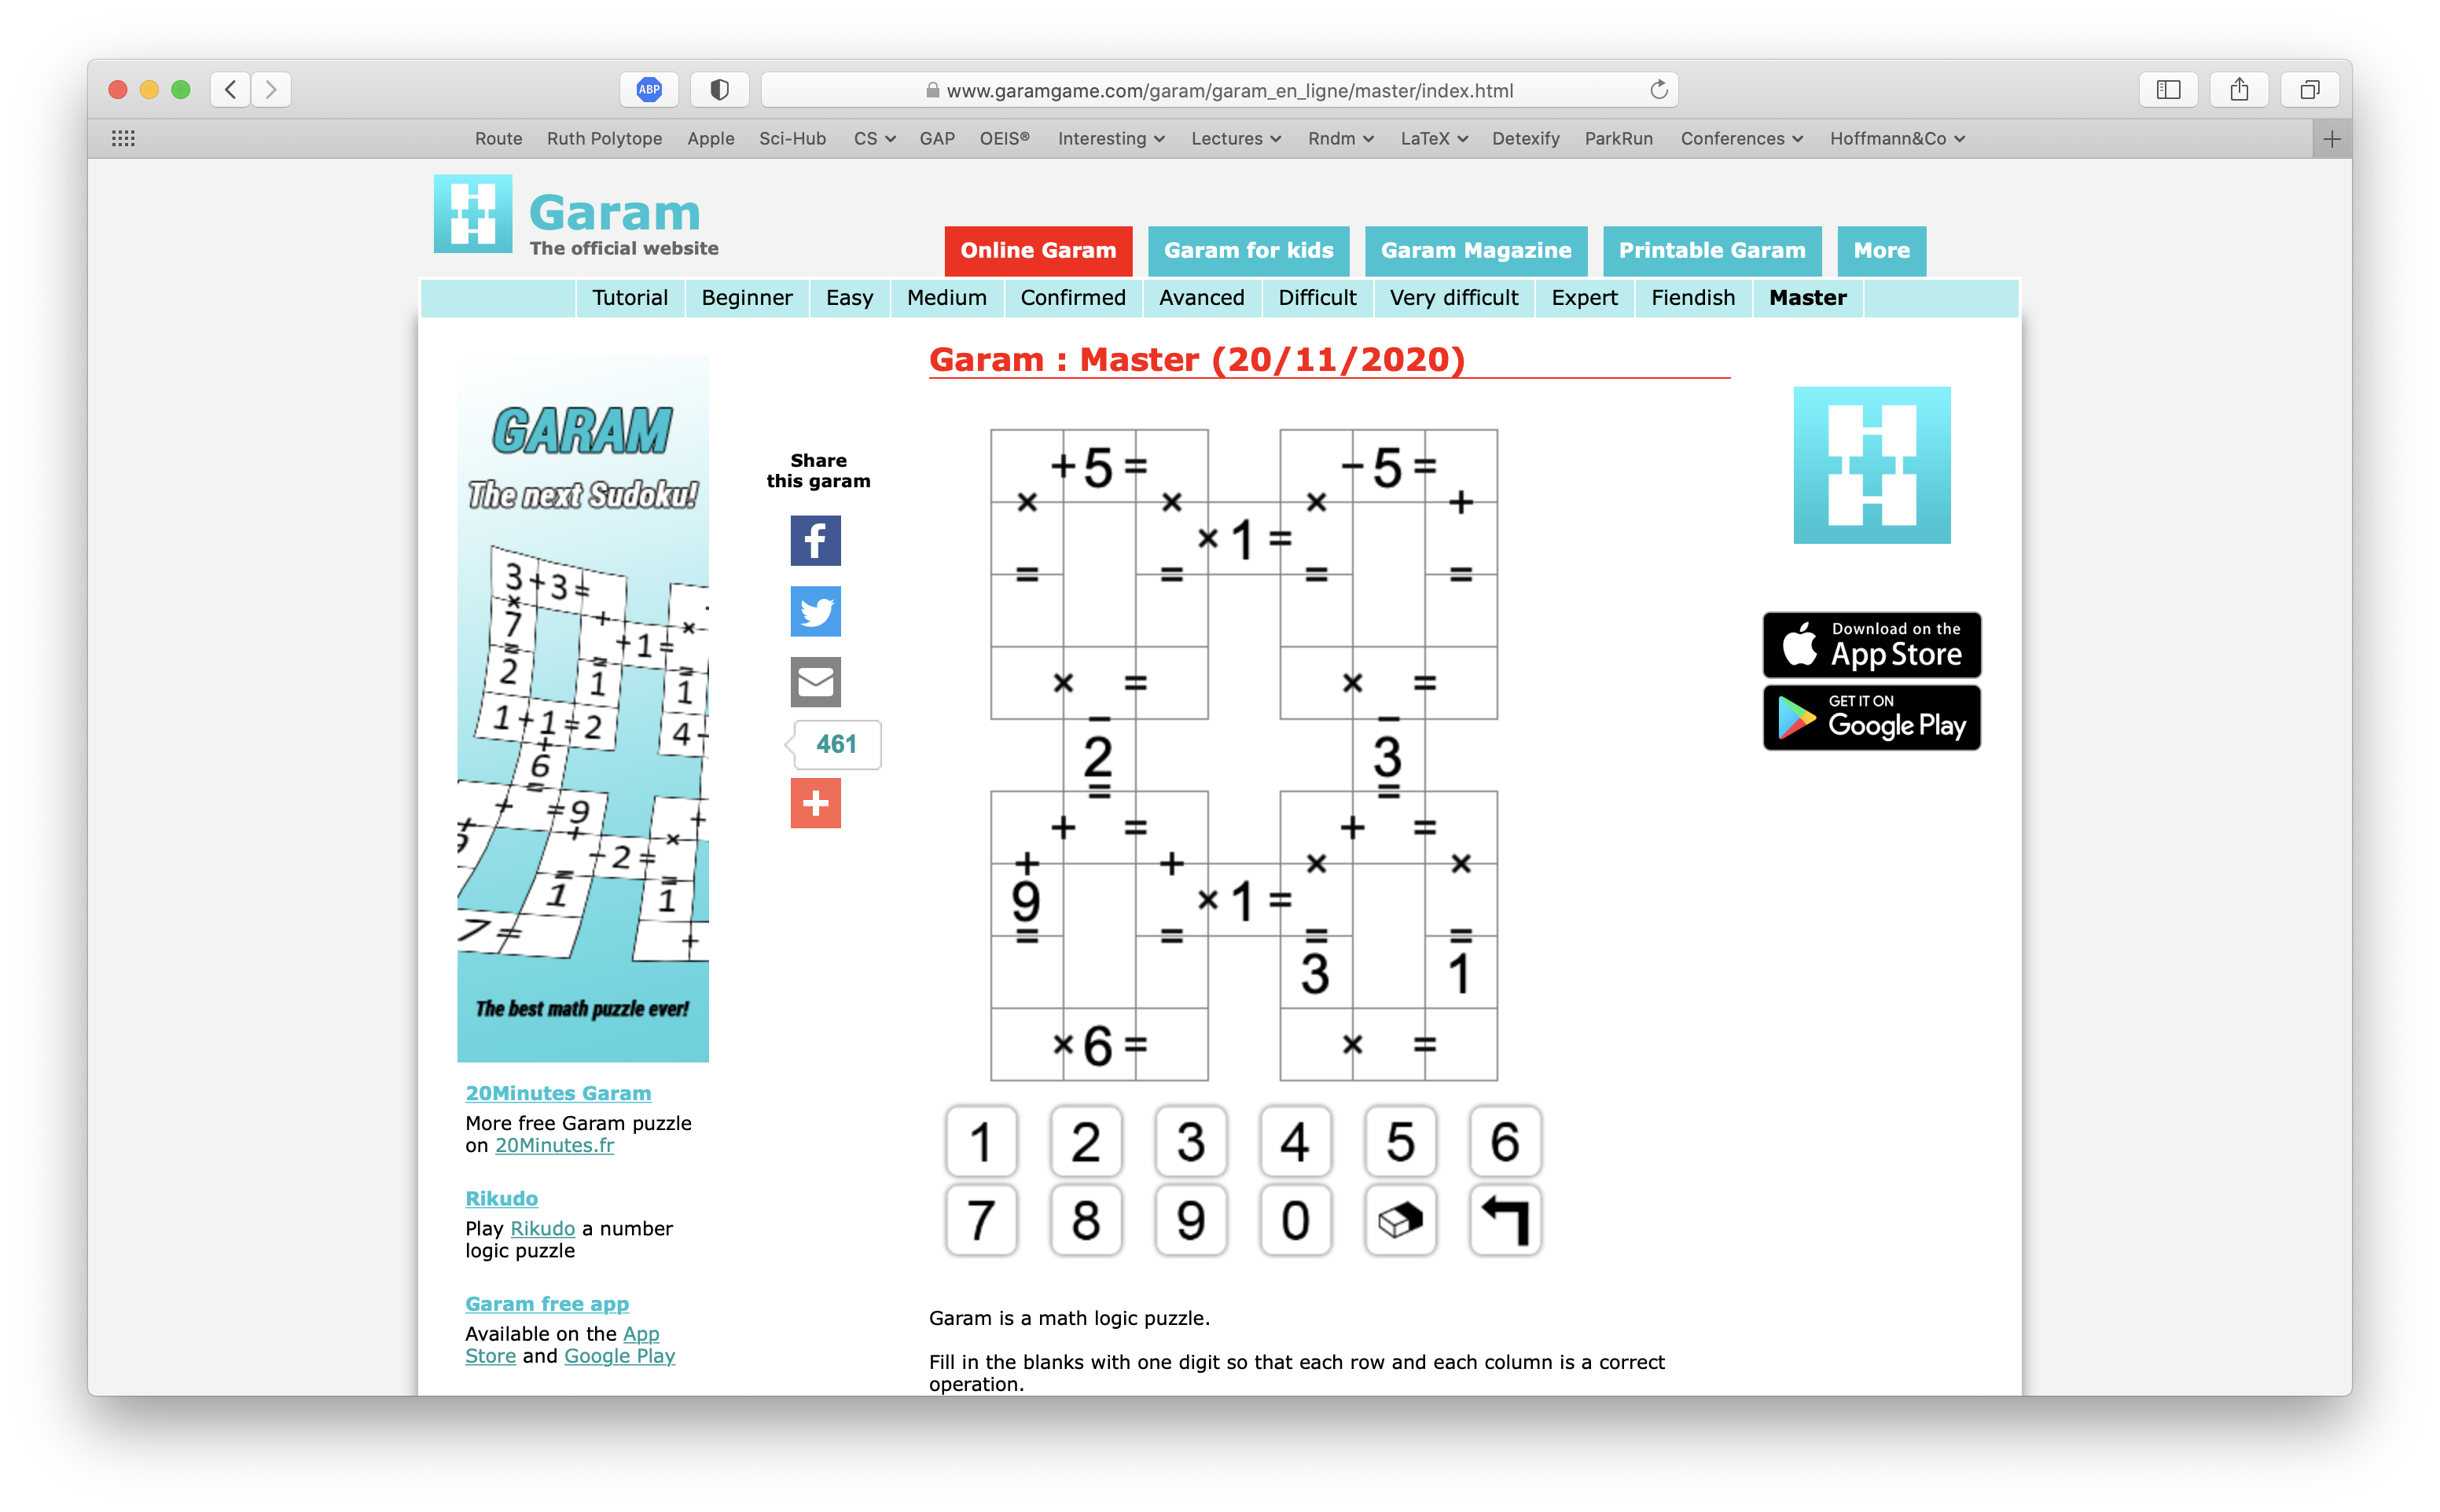 ABP
www.garamgame.com/garam/garam_en_ligne/master/index.html
Route Ruth Polytope Apple Sci-Hub CS GAP OEIS® Interesting Lectures Rndm LaTeX Detexify ParkRun Conferences Hoffmann&Co
Garam
The official website
Online Garam Garam for kids Garam Magazine Printable Garam More
Tutorial Beginner Easy Medium Confirmed Avanced Difficult Very difficult Expert Fiendish Master
Garam : Master (20/11/2020)
GARAM
The next Sudoku!
3+3=
× +
7 +1= ×
= =
2 1 1
1+1=2 4-
+
6
=
+ =9 +
+ + ×
-2=
= =
1 1
7= +
The best math puzzle ever!
Share
this garam
461
+5= -5=
× × × +
×1=
= = = =
× = × =
- -
2 3
= =
+ = + =
+ + × ×
9 ×1=
= = = =
3 1
×6= × =
1 2 3 4 5 6
7 8 9 0
Download on the
App Store
GET IT ON
Google Play
20Minutes Garam
More free Garam puzzle
on 20Minutes.fr
Rikudo
Play Rikudo a number
logic puzzle
Garam free app
Available on the App
Store and Google Play
Garam is a math logic puzzle.
Fill in the blanks with one digit so that each row and each column is a correct
operation.